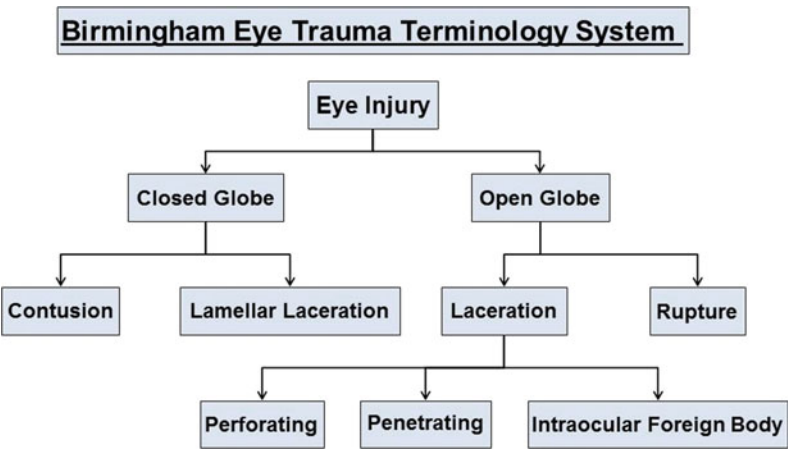 Birmingham Eye Trauma Terminology System
Eye Injury
Closed Globe
Open Globe
Contusion
Lamellar Laceration
Laceration
Rupture
Perforating
Penetrating
Intraocular Foreign Body